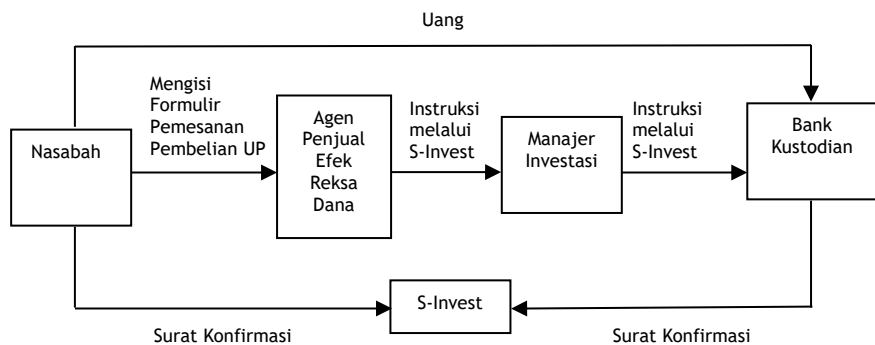 Uang
Mengisi
Formulir
Pemesanan
Pembelian UP
Nasabah
Agen
Penjual
Efek
Reksa
Dana
Instruksi
melalui
S-Invest
Manajer
Investasi
Instruksi
melalui
S-Invest
Bank
Kustodian
S-Invest
Surat Konfirmasi
Surat Konfirmasi